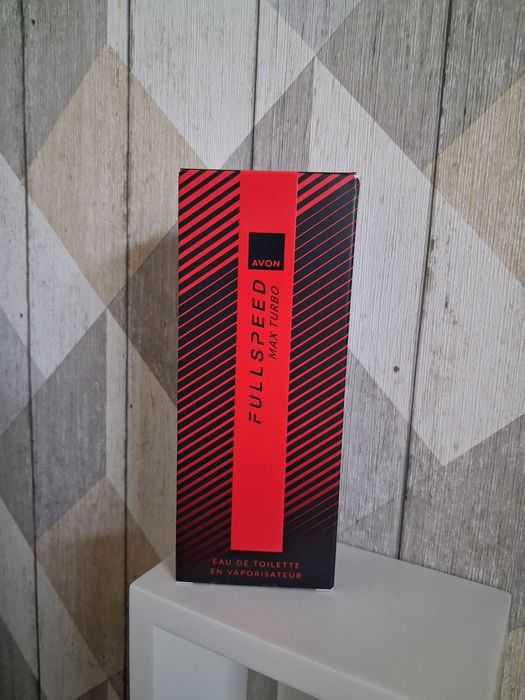 AVON
FULLSPEED
MAX TURBO
EAU DE TOILETTE
EN VAPORISATEUR